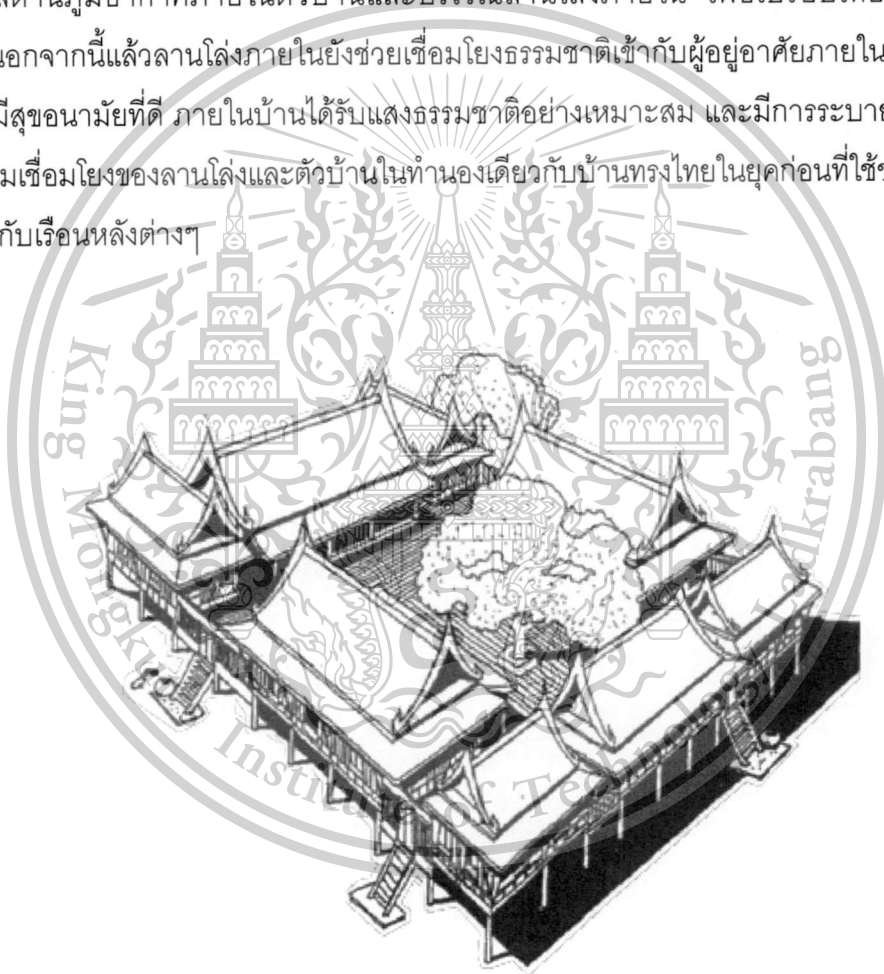 นอกจากนี้แล้วลานโล่งภายในยังช่วยเชื่อมโยงธรรมชาติเข้ากับผู้อยู่อาศัยภายใน
มีสุขอนามัยที่ดี ภายในบ้านได้รับแสงธรรมชาติอย่างเหมาะสม และมีการระบาย
มเชื่อมโยงของลานโล่งและตัวบ้านในทำนองเดียวกับบ้านทรงไทยในยุคก่อนที่ใช้
กับเรือนหลังต่างๆ
King Mongkut's Institute of Technology Ladkrabang